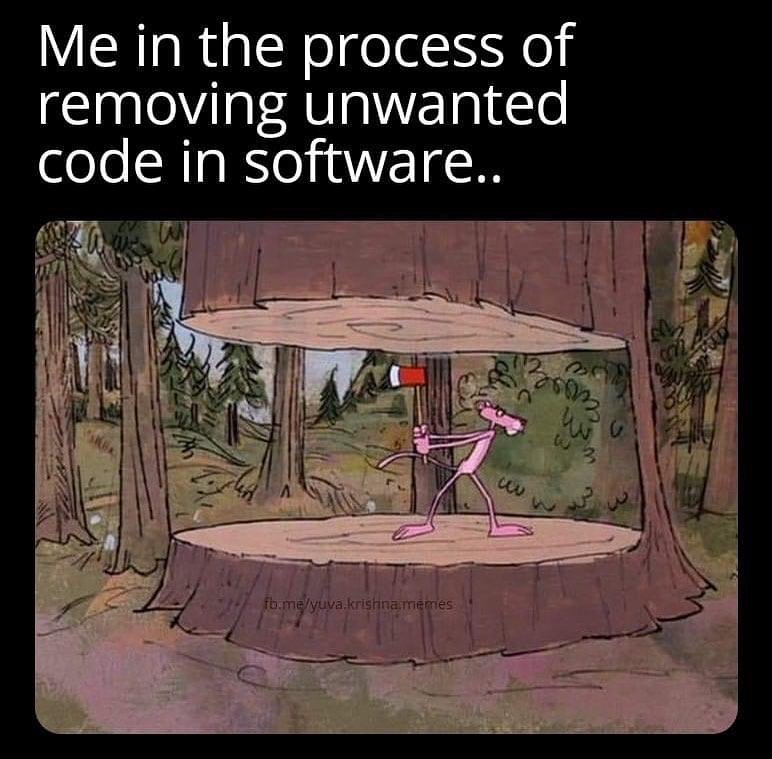 Me in the process of
removing unwanted
code in software..
fb.me/yuva.krishna.memes